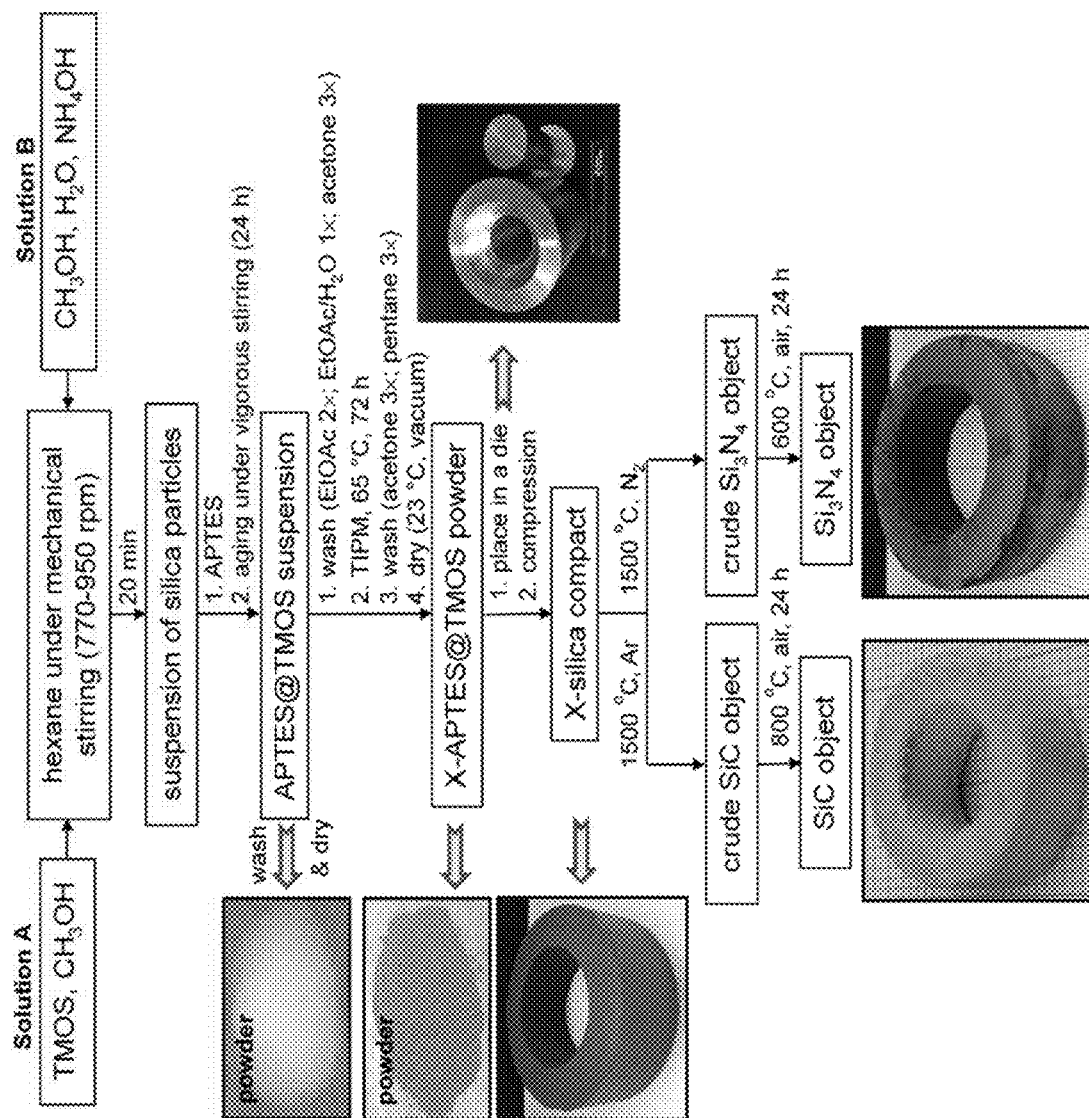 Solution A
TMOS, CH₃OH
Solution B
CH₃OH, H₂O, NH₄OH
hexane under mechanical
stirring (770-950 rpm)
20 min
suspension of silica particles
1. APTES
2. aging under vigorous stirring (24 h)
APTES@TMOS suspension
wash
& dry
powder
1. wash (EtOAc 2×; EtOAc/H₂O 1×; acetone 3×)
2. TIPM, 65 °C, 72 h
3. wash (acetone 3×; pentane 3×)
4. dry (23 °C, vacuum)
X-APTES@TMOS powder
powder
1. place in a die
2. compression
X-silica compact
1500 °C, Ar
1500 °C, N₂
crude SiC object
800 °C, air, 24 h
SiC object
crude Si₃N₄ object
600 °C, air, 24 h
Si₃N₄ object